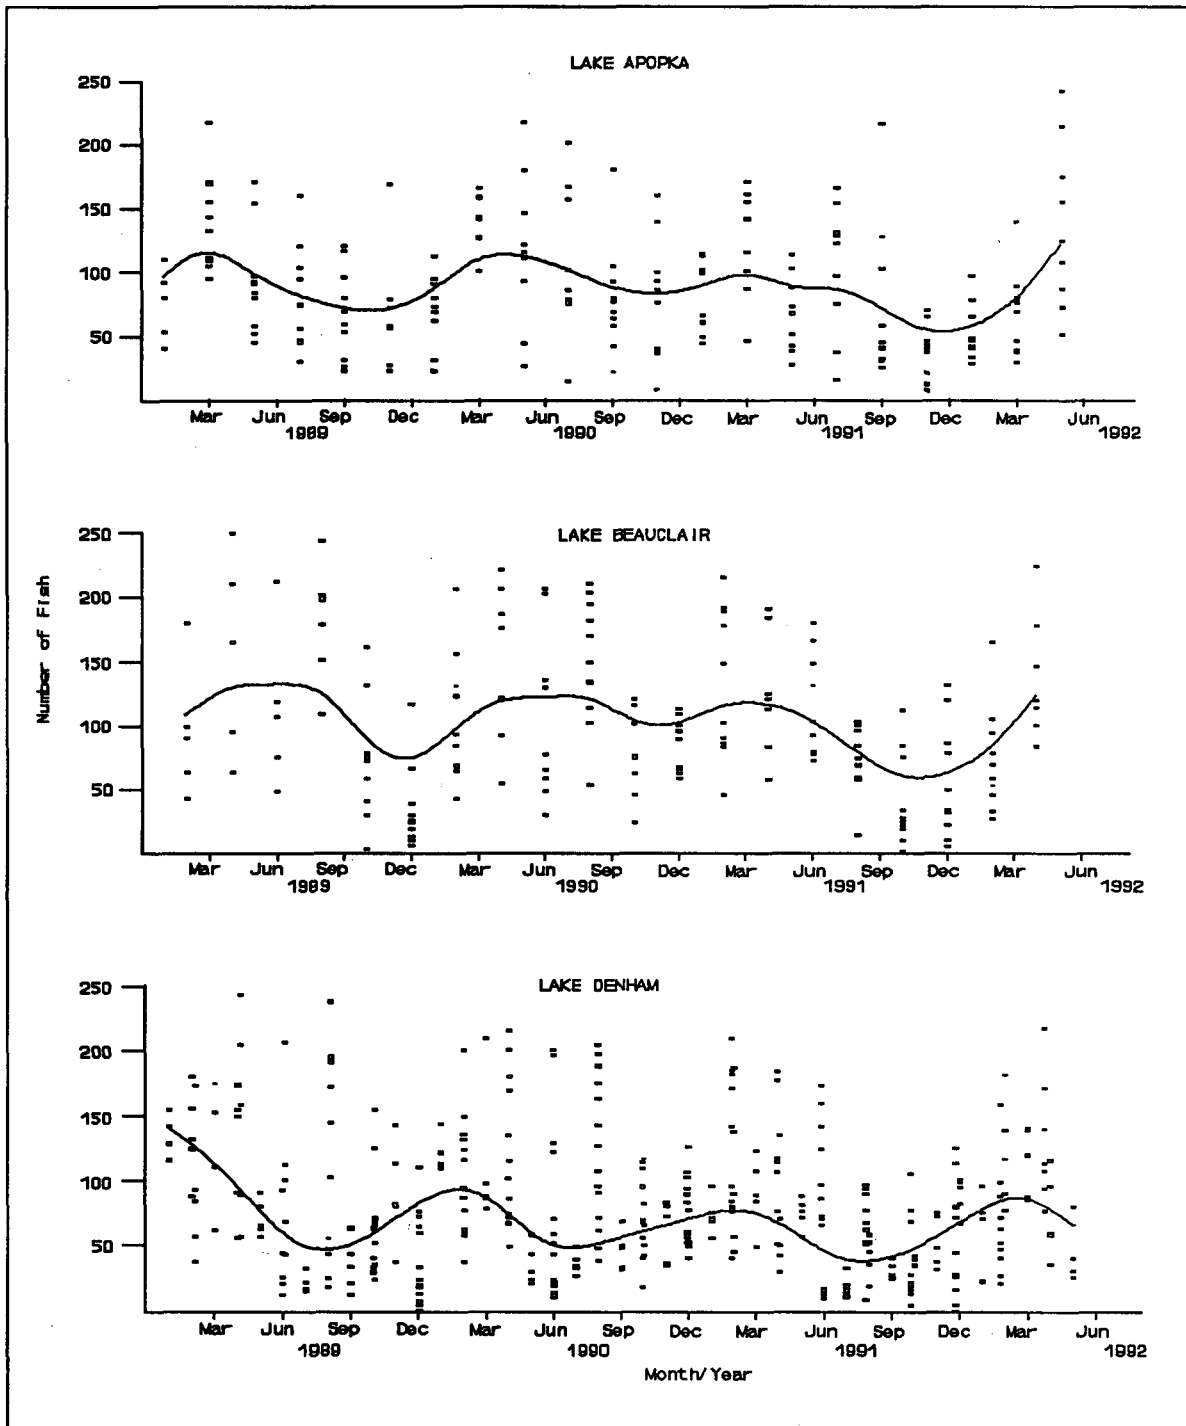 LAKE APOPKA
250
200
150
100
50
Mar Jun Sep Dec Mar Jun Sep Dec Mar Jun Sep Dec Mar Jun
1989 1990 1991 1992
LAKE BEAUCLAIR
250
200
150
100
50
Number of Fish
Mar Jun Sep Dec Mar Jun Sep Dec Mar Jun Sep Dec Mar Jun
1989 1990 1991 1992
LAKE DENHAM
250
200
150
100
50
Mar Jun Sep Dec Mar Jun Sep Dec Mar Jun Sep Dec Mar Jun
1989 1990 1991 1992
Month/Year